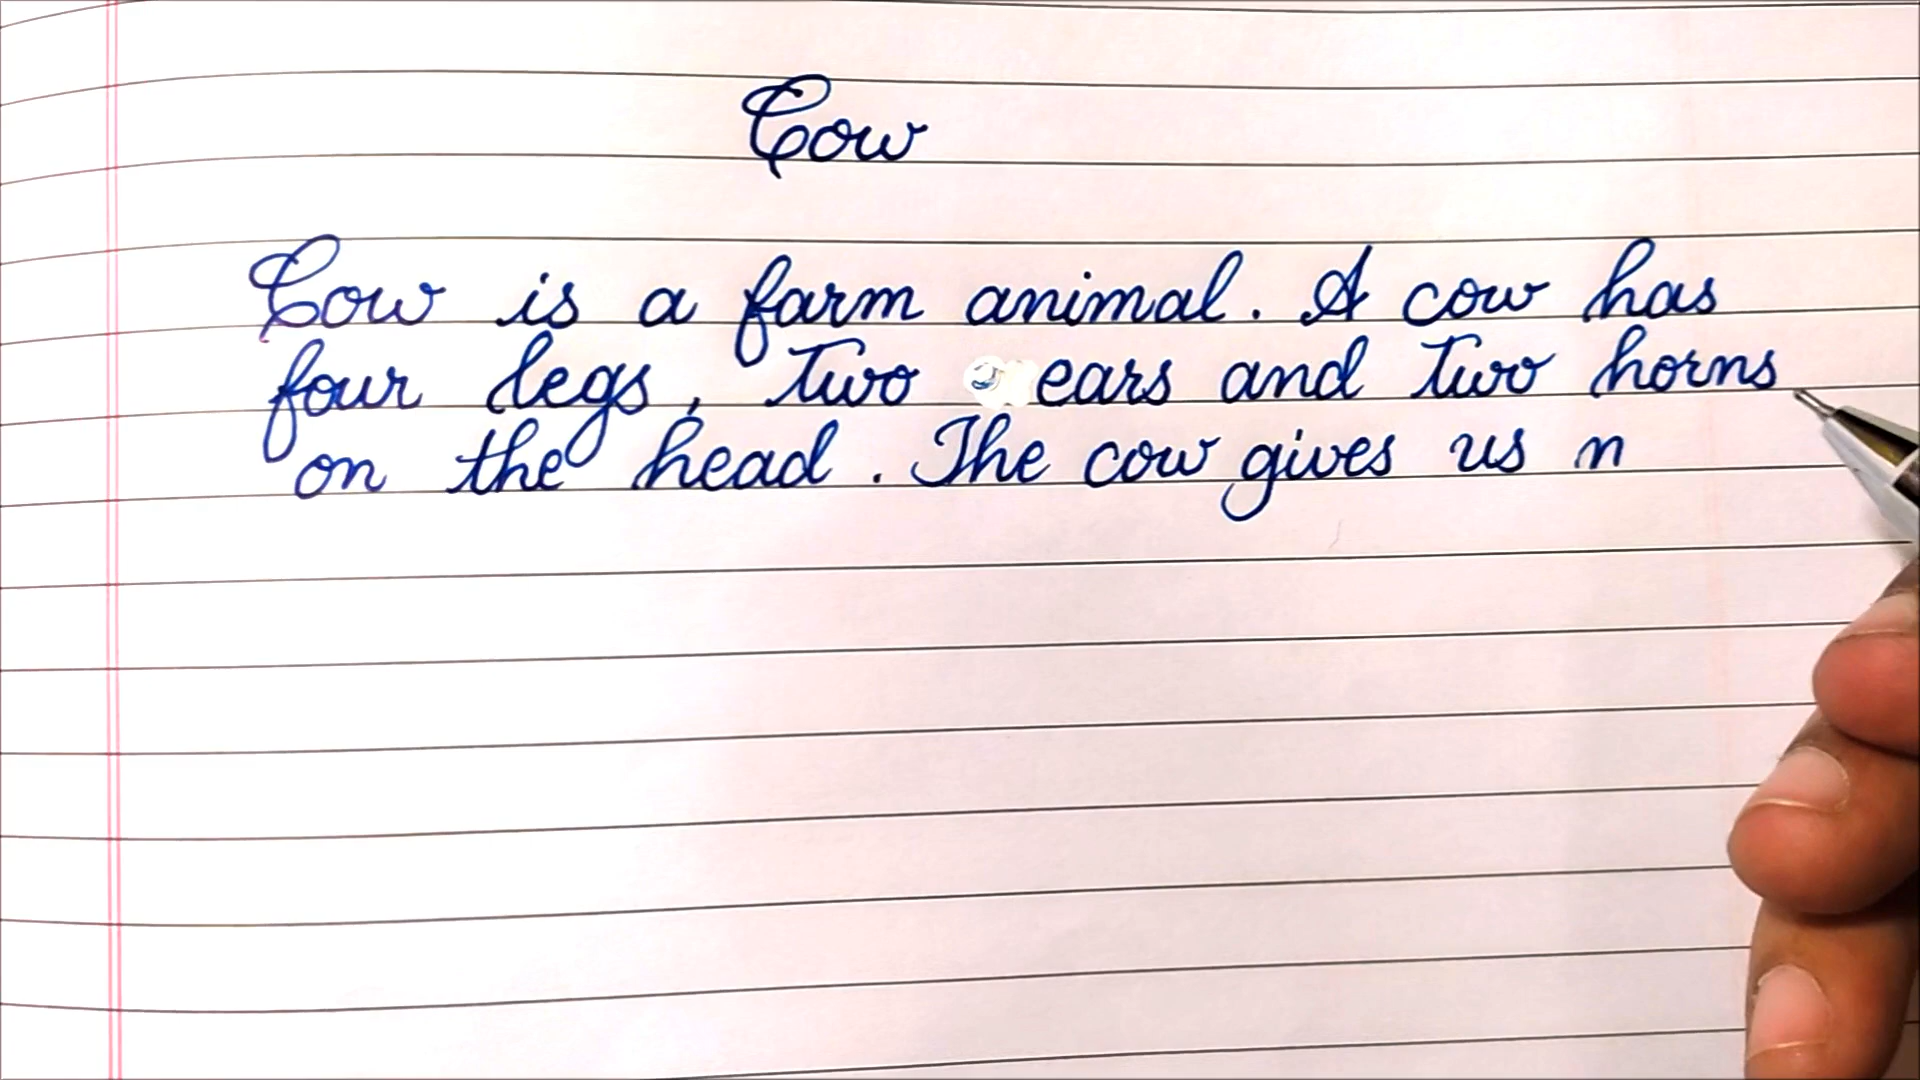 Cow
Cow is a farm animal. A cow has
four legs, two ears and two horns
on the head. The cow gives us n